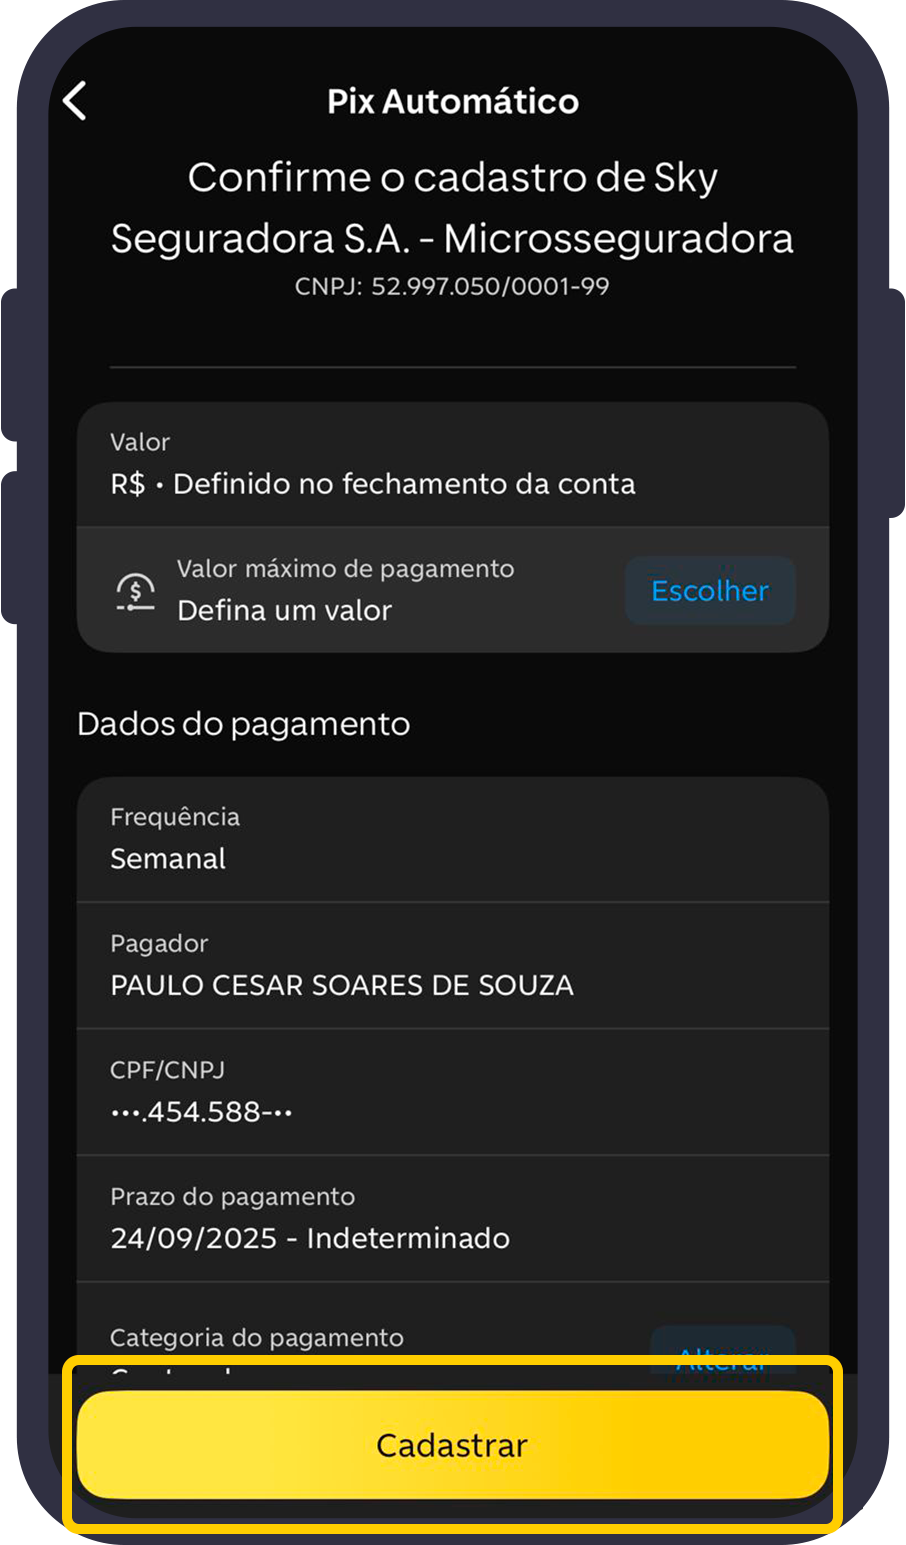 Pix Automático
Confirme o cadastro de Sky
Seguradora S.A. - Microsseguradora
CNPJ: 52.997.050/0001-99
Valor
R$ • Definido no fechamento da conta
Valor máximo de pagamento
Defina um valor
Escolher
Dados do pagamento
Frequência
Semanal
Pagador
PAULO CESAR SOARES DE SOUZA
CPF/CNPJ
•••.454.588-••
Prazo do pagamento
24/09/2025 - Indeterminado
Categoria do pagamento
Alterar
Cadastrar